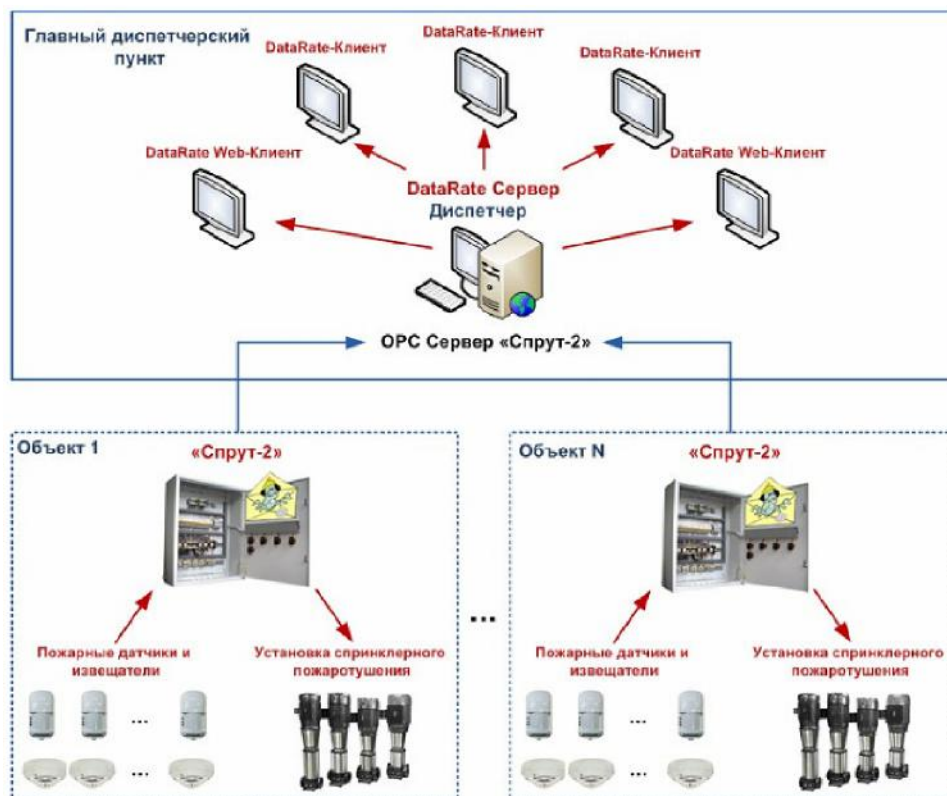 Главный диспетчерский
пункт
DataRate-Клиент
DataRate-Клиент
DataRate-Клиент
DataRate Web-Клиент
DataRate Web-Клиент
DataRate Сервер
Диспетчер
OPC Сервер «Спрут-2»
Объект 1
«Спрут-2»
Пожарные датчики и
извещатели
Установка спринклерного
пожаротушения
...
...
...
Объект N
«Спрут-2»
Пожарные датчики и
извещатели
Установка спринклерного
пожаротушения
...
...